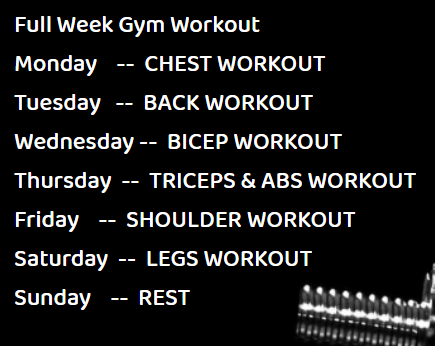 Full Week Gym Workout
Monday -- CHEST WORKOUT
Tuesday -- BACK WORKOUT
Wednesday -- BICEP WORKOUT
Thursday -- TRICEPS & ABS WORKOUT
Friday -- SHOULDER WORKOUT
Saturday -- LEGS WORKOUT
Sunday -- REST